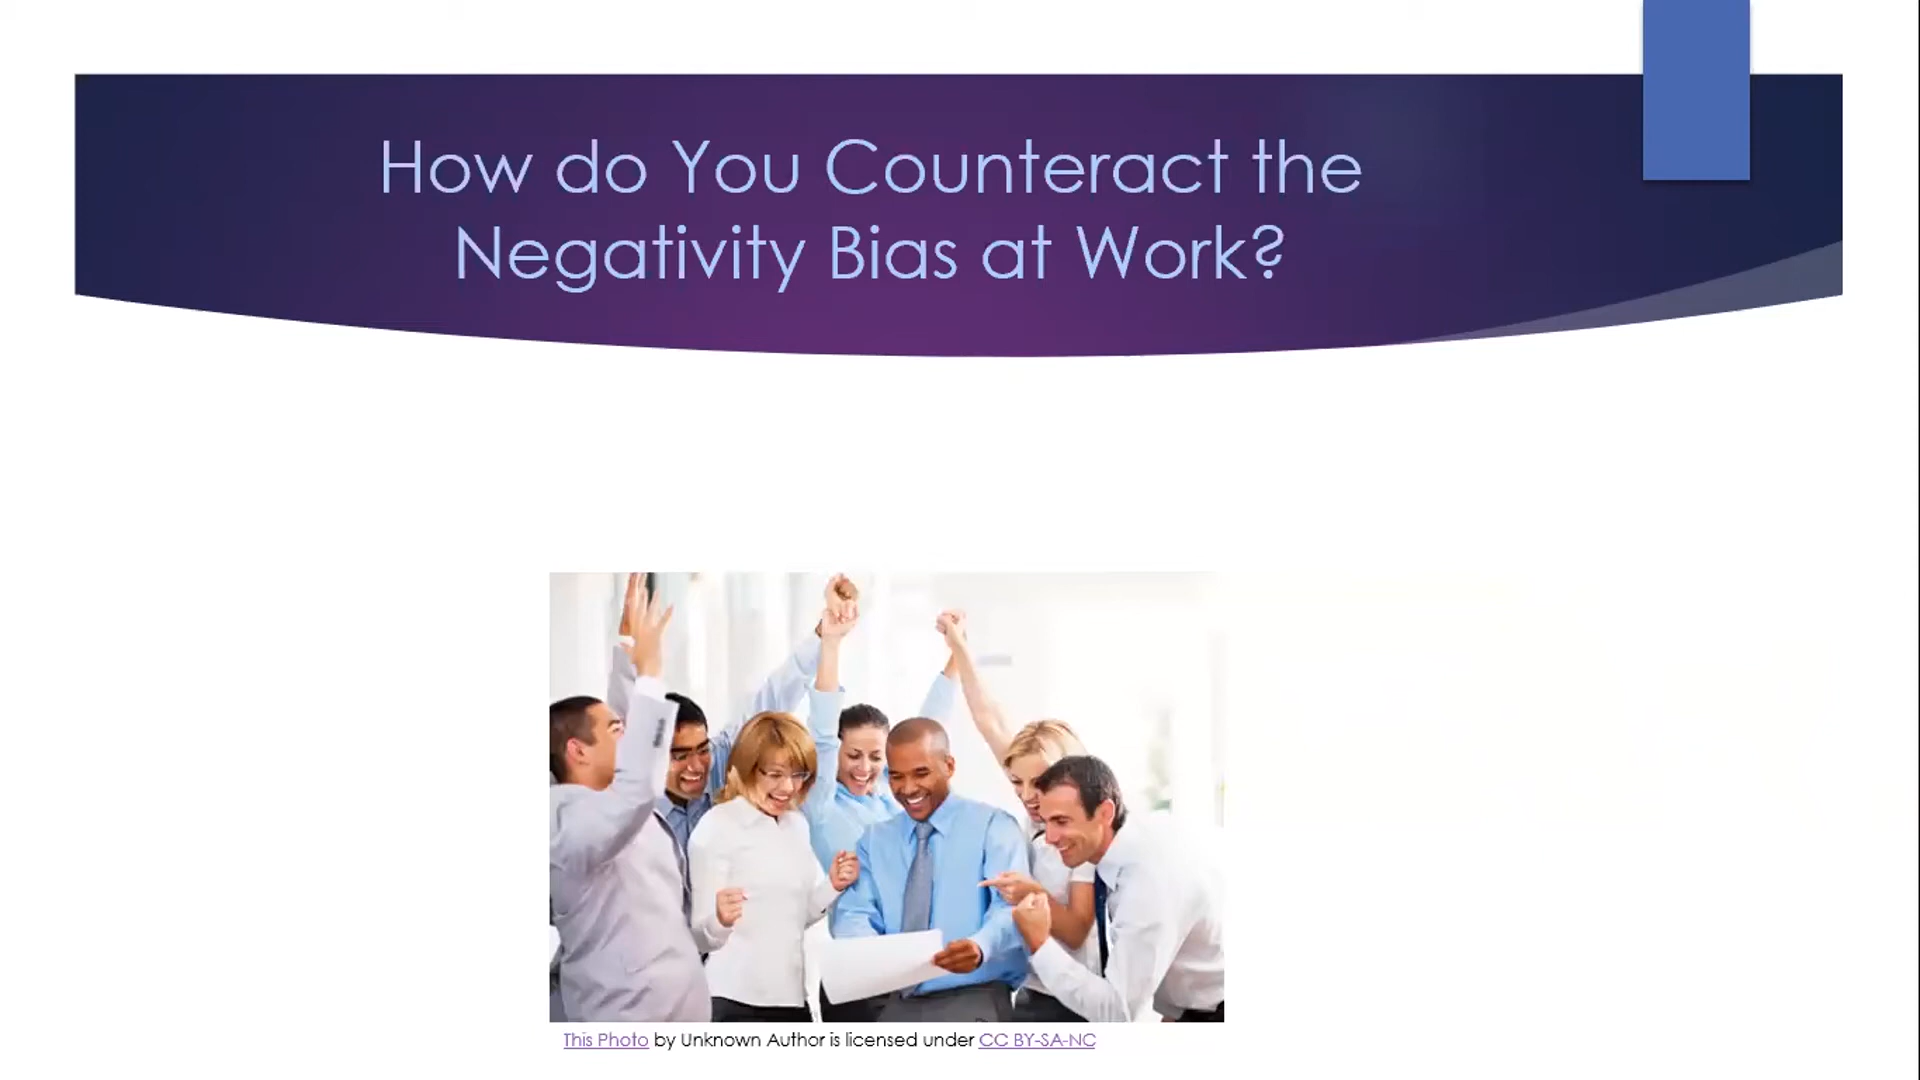 How do You Counteract the
Negativity Bias at Work?
This Photo by Unknown Author is licensed under CC BY-SA-NC